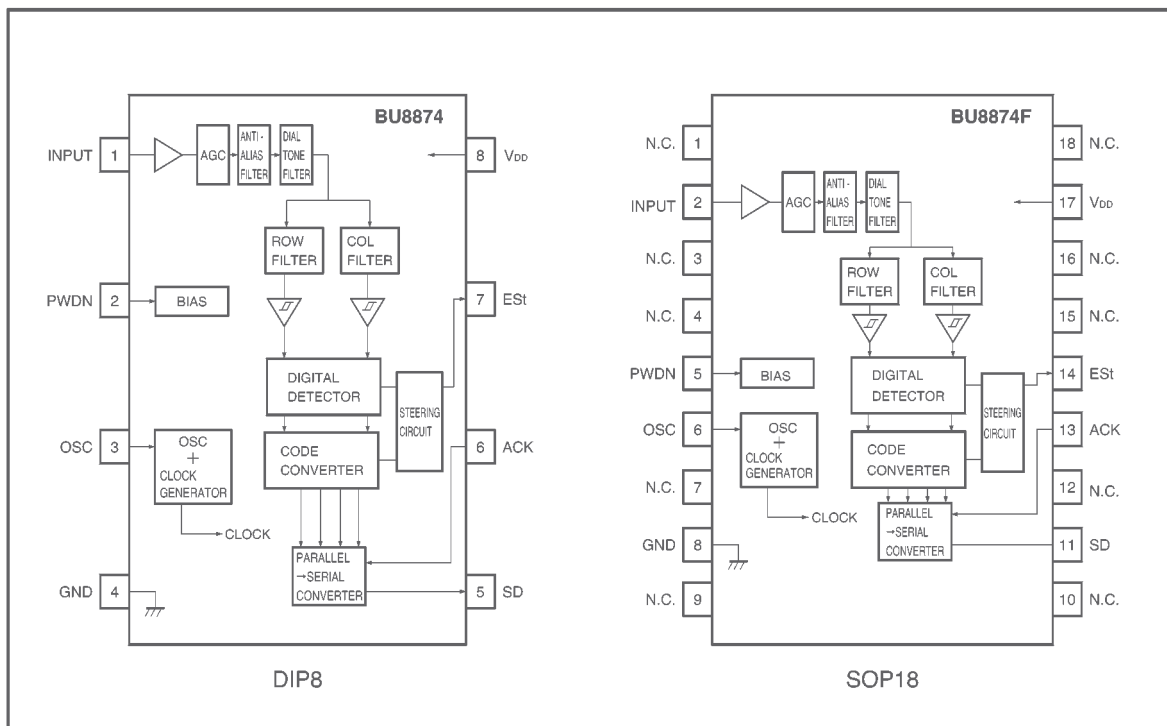 BU8874
INPUT 1
AGC
ANTI-
ALIAS
FILTER
DIAL
TONE
FILTER
8 VDD
ROW
FILTER
COL
FILTER
PWDN 2
BIAS
7 ESt
DIGITAL
DETECTOR
STEERING
CIRCUIT
OSC 3
OSC
+
CLOCK
GENERATOR
CODE
CONVERTER
6 ACK
CLOCK
PARALLEL
→SERIAL
CONVERTER
GND 4
5 SD
DIP8
BU8874F
N.C. 1
18 N.C.
INPUT 2
AGC
ANTI-
ALIAS
FILTER
DIAL
TONE
FILTER
17 VDD
N.C. 3
ROW
FILTER
COL
FILTER
16 N.C.
N.C. 4
15 N.C.
PWDN 5
BIAS
DIGITAL
DETECTOR
STEERING
CIRCUIT
14 ESt
OSC 6
OSC
+
CLOCK
GENERATOR
CODE
CONVERTER
13 ACK
N.C. 7
12 N.C.
CLOCK
PARALLEL
→SERIAL
CONVERTER
GND 8
11 SD
N.C. 9
10 N.C.
SOP18